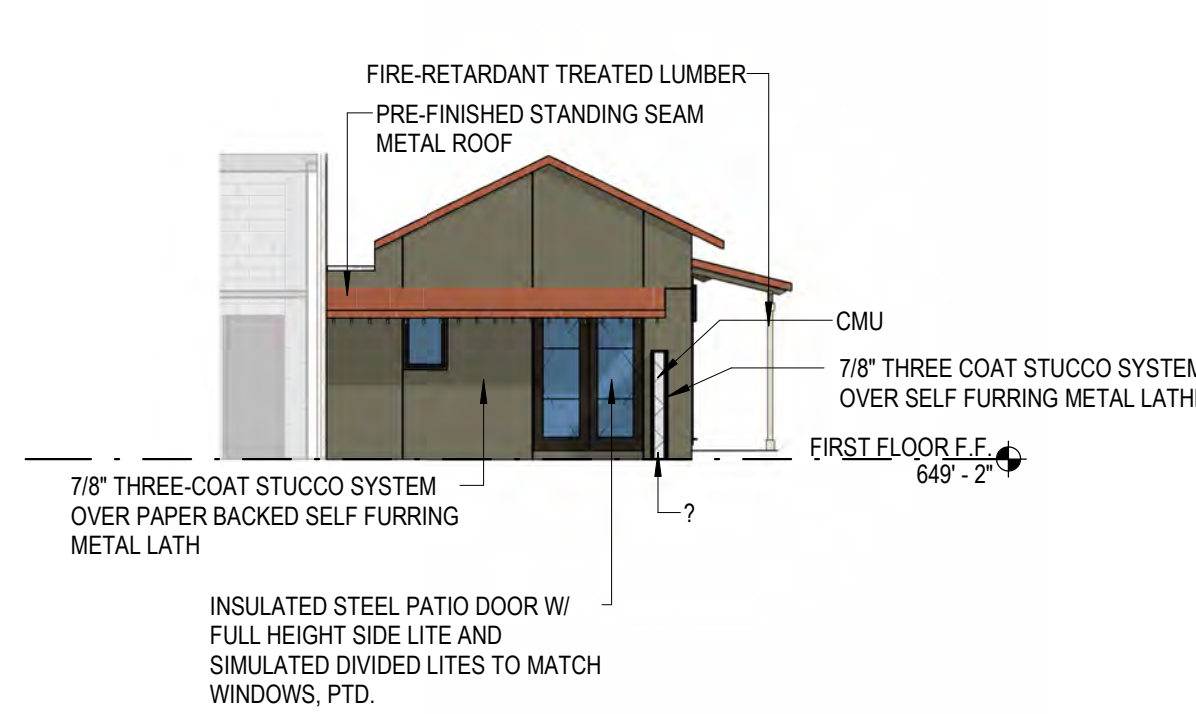 FIRE-RETARDANT TREATED LUMBER
PRE-FINISHED STANDING SEAM
METAL ROOF
CMU
7/8" THREE COAT STUCCO SYSTEM
OVER SELF FURRING METAL LATH
FIRST FLOOR F.F.
649' - 2"
7/8" THREE-COAT STUCCO SYSTEM
OVER PAPER BACKED SELF FURRING
METAL LATH
?
INSULATED STEEL PATIO DOOR W/
FULL HEIGHT SIDE LITE AND
SIMULATED DIVIDED LITES TO MATCH
WINDOWS, PTD.